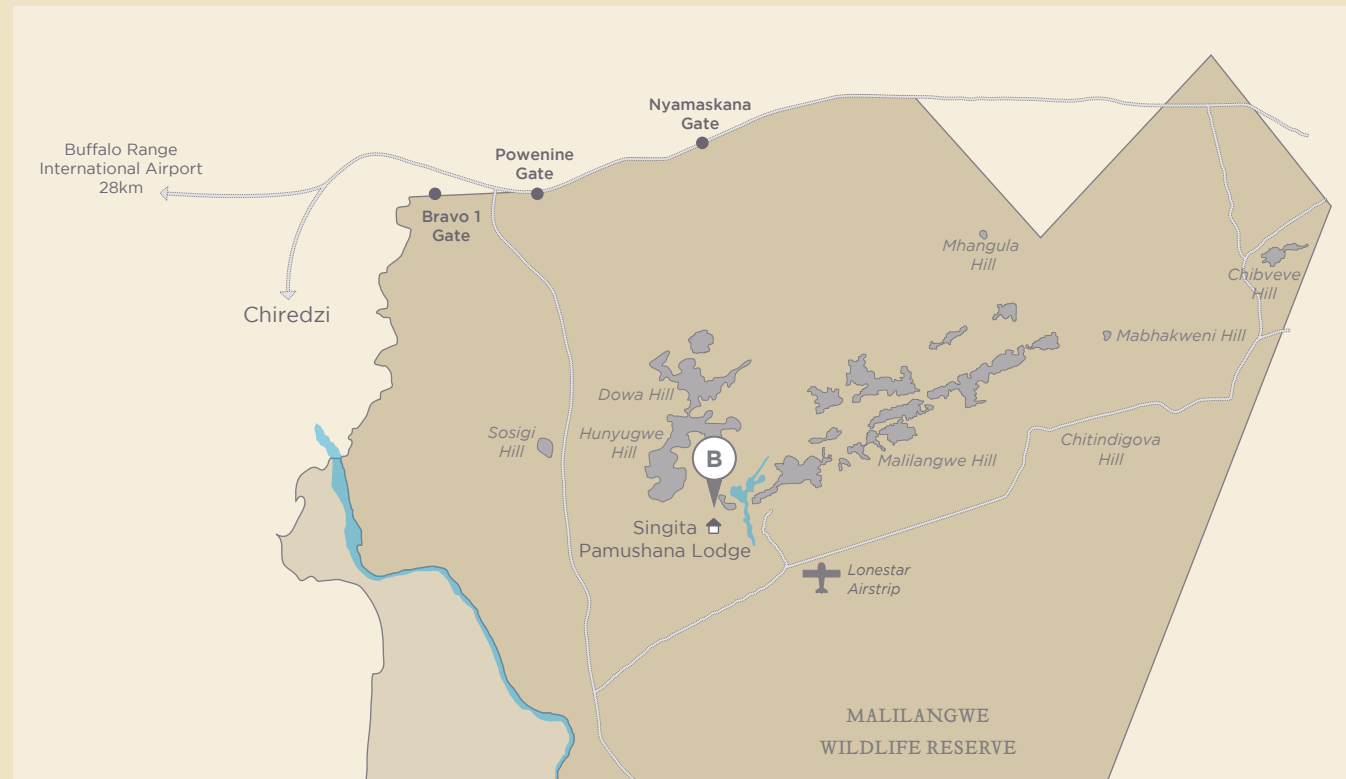 Nyamaskana
Gate
Buffalo Range
International Airport
28km
Powenine
Gate
Bravo 1
Gate
Mhangula
Hill
Chibveve
Hill
Chiredzi
Mabhakweni Hill
Dowa Hill
Sosigi
Hill
Hunyugwe
Hill
B
Malilangwe Hill
Chitindigova
Hill
Singita
Pamushana Lodge
Lonestar
Airstrip
MALILANGWE
WILDLIFE RESERVE